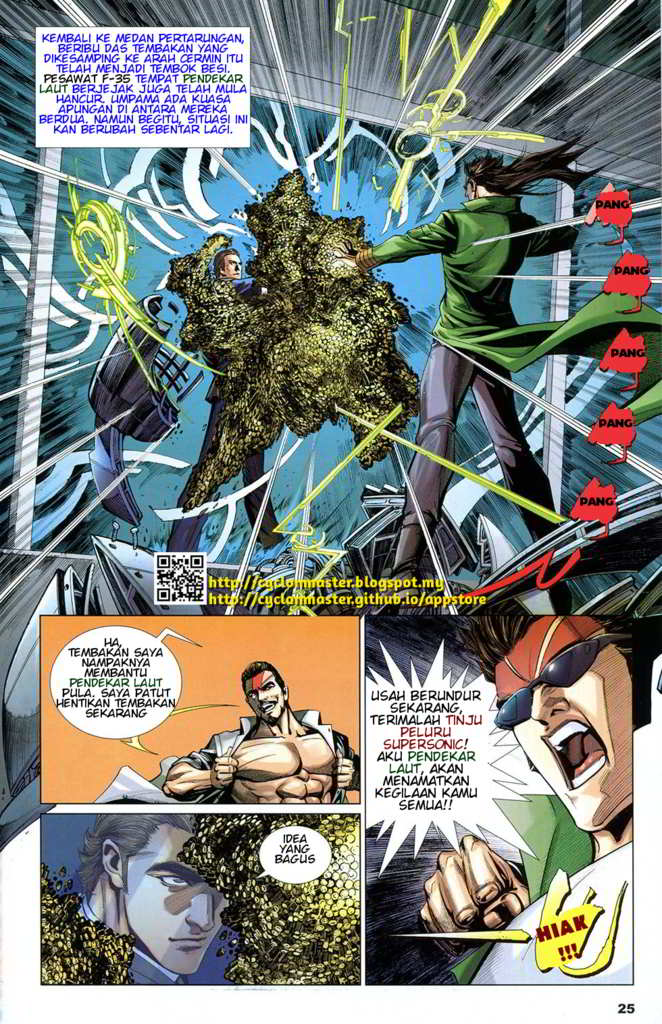 KEMBALI KE MEDAN PERTARUNGAN,
BERIBU DAS TEMBAKAN YANG
DIKESAMPING KE ARAH CERMIN ITU
TELAH MENJADI TEMBOK BESI.
PESAWAT F-35 TEMPAT PENDEKAR
LAUT BERJEJAK JUGA TELAH MULA
HANCUR. UMPAMA ADA KUASA
APUNGAN DI ANTARA MEREKA
BERDUA. NAMUN BEGITU, SITUASI INI
KAN BERUBAH SEBENTAR LAGI.
PANG
PANG
PANG
PANG
PANG
http://cyclonmaster.blogspot.my
http://cyclonmaster.github.io/appstore
HA,
TEMBAKAN SAYA
NAMPAKNYA
MEMBANTU
PENDEKAR LAUT
PULA. SAYA PATUT
HENTIKAN TEMBAKAN
SEKARANG
USAH BERUNDUR
SEKARANG,
TERIMALAH TINJU
PELURU
SUPERSONIC!
AKU PENDEKAR
LAUT, AKAN
MENAMATKAN
KEGILAAN KAMU
SEMUA!!
IDEA
YANG
BAGUS
HIAK
!!!
25